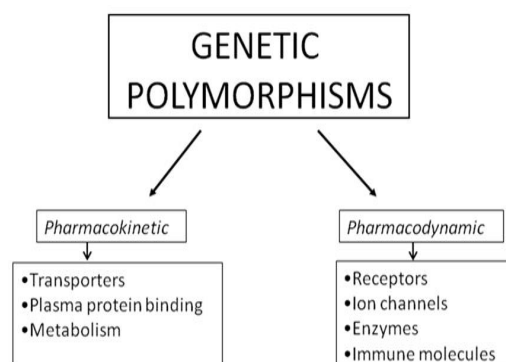 GENETIC
POLYMORPHISMS
Pharmacokinetic
Pharmacodynamic
•Transporters
•Plasma protein binding
•Metabolism
•Receptors
•Ion channels
•Enzymes
•Immune molecules